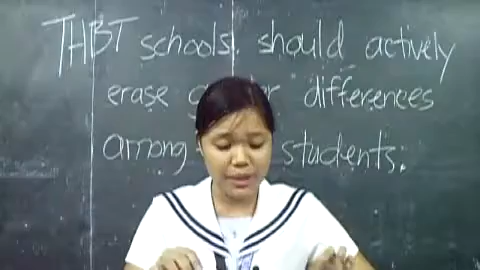 THBT schools should actively
erase differences
among students.